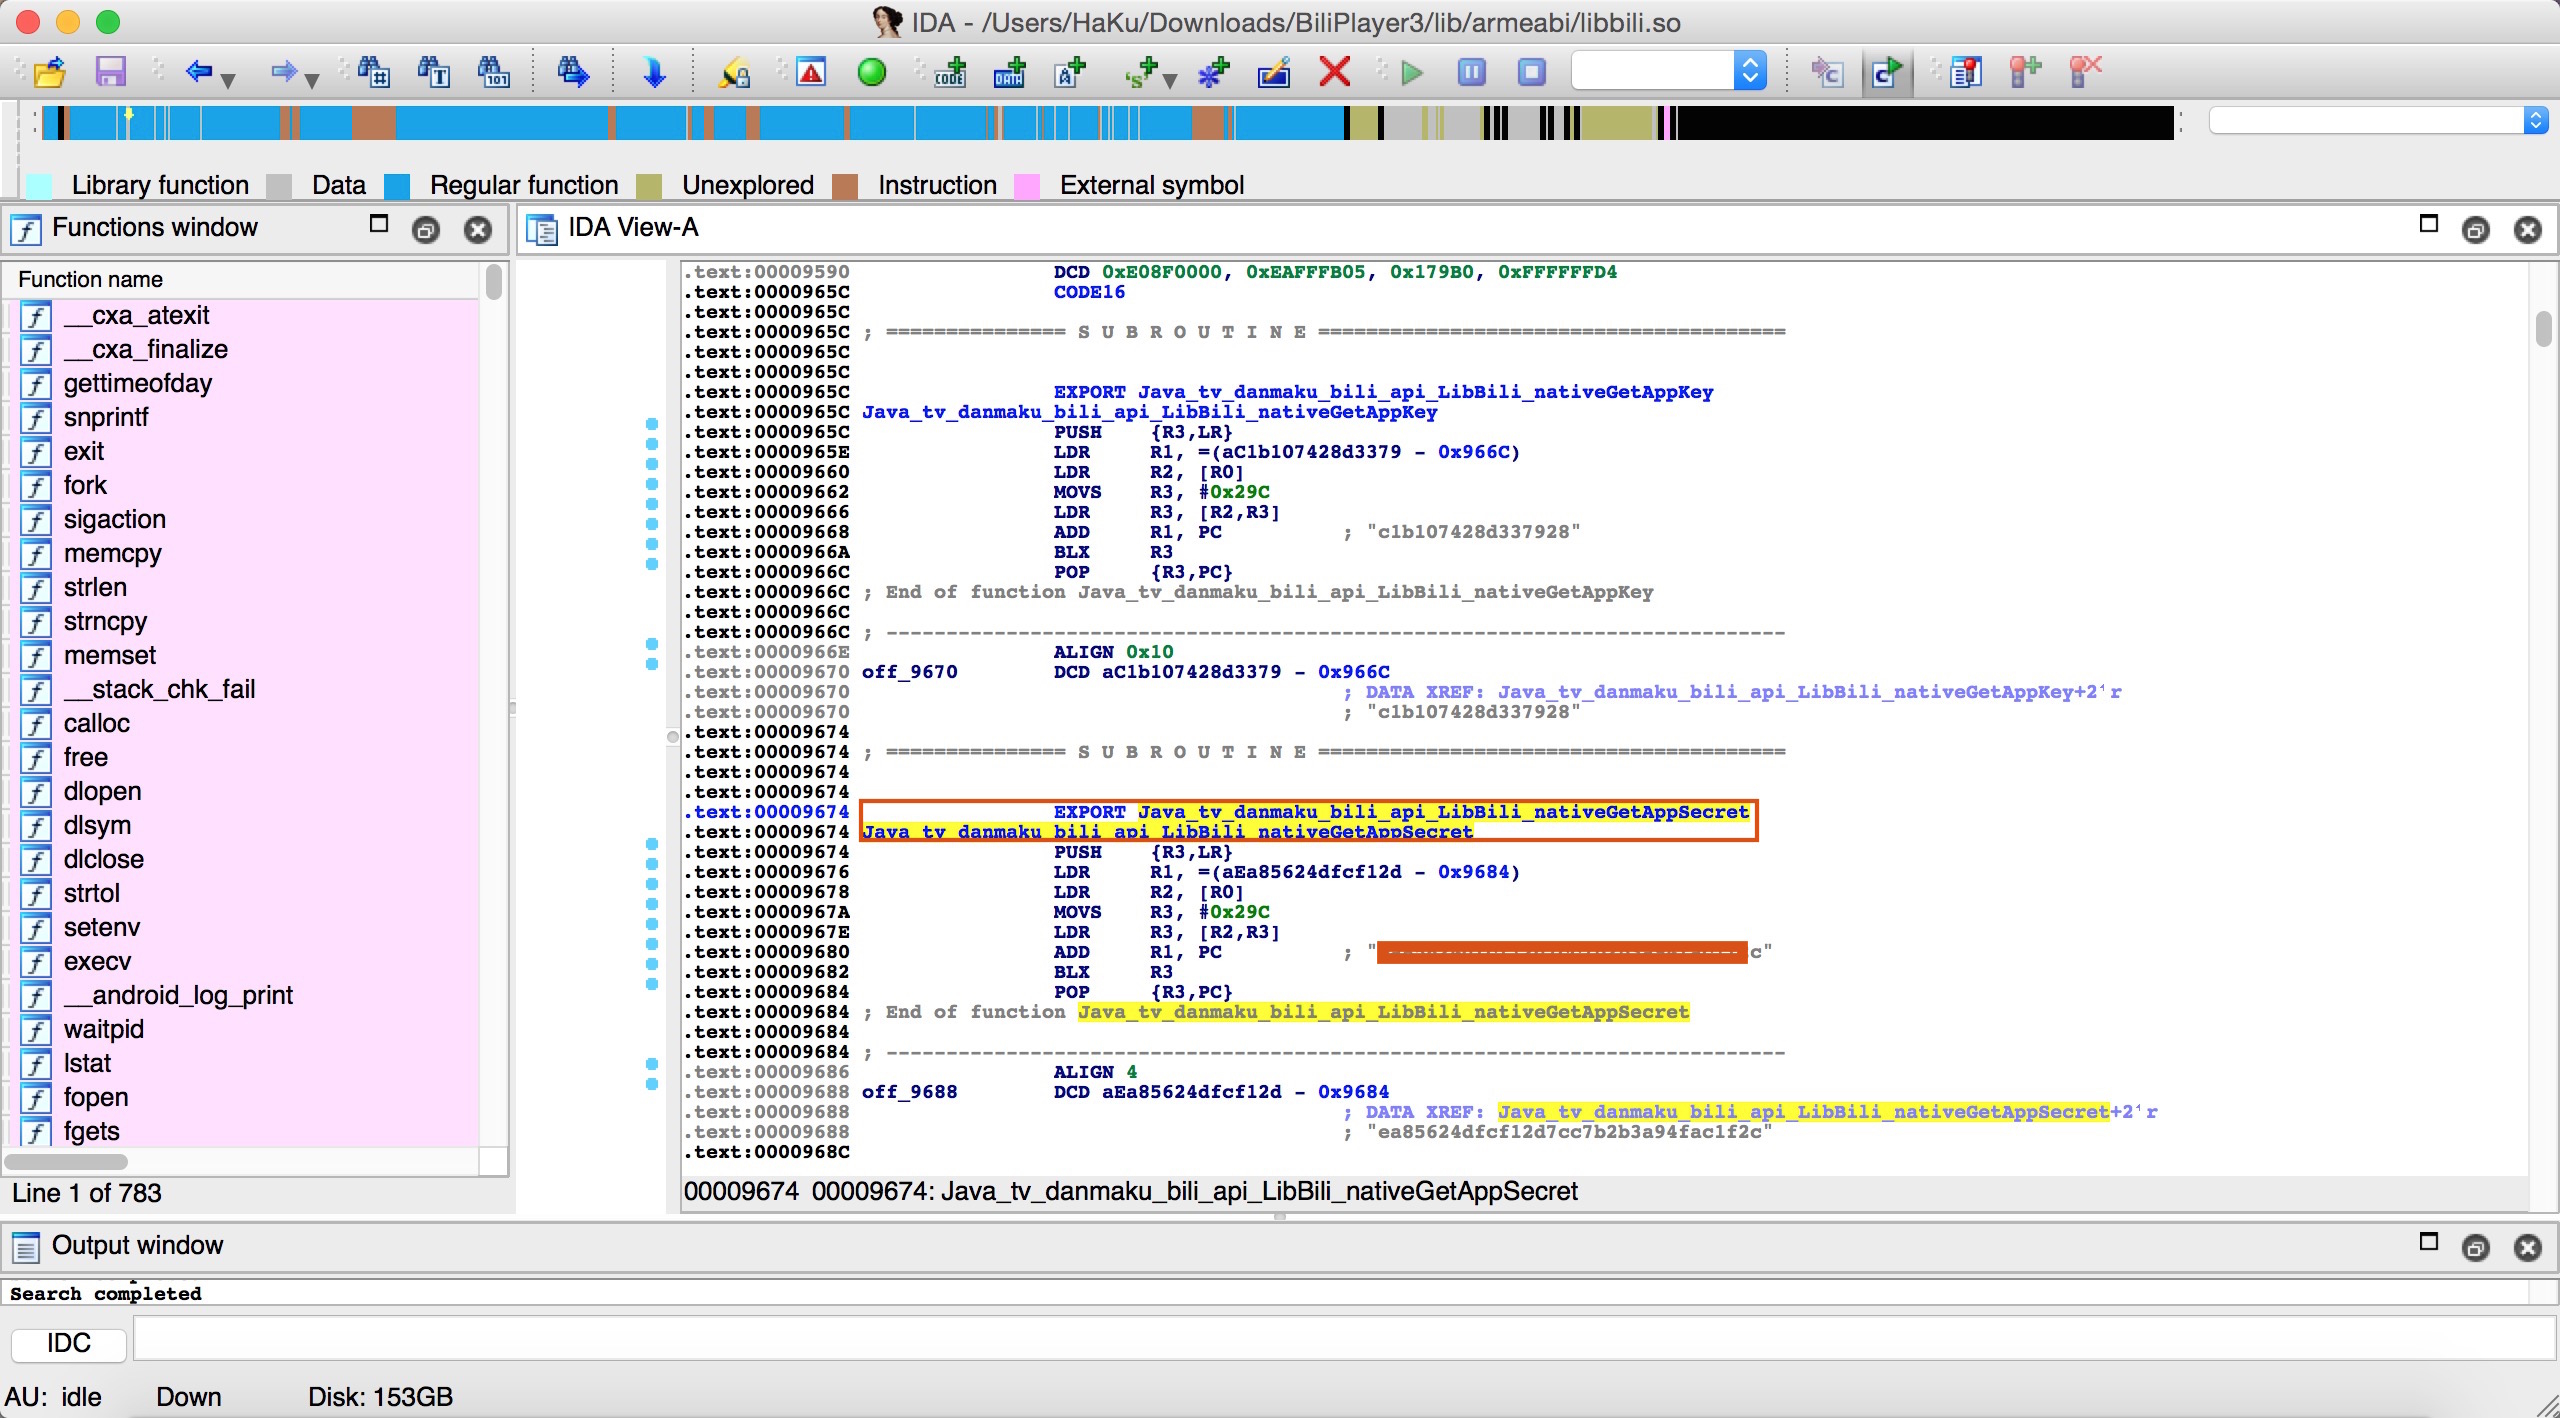 IDA - /Users/HaKu/Downloads/BiliPlayer3/lib/armeabi/libbili.so
Library function Data Regular function Unexplored Instruction External symbol
Functions window
Function name
__cxa_atexit
__cxa_finalize
gettimeofday
snprintf
exit
fork
sigaction
memcpy
strlen
strncpy
memset
__stack_chk_fail
calloc
free
dlopen
dlsym
dlclose
strtol
setenv
execv
__android_log_print
waitpid
lstat
fopen
fgets
Line 1 of 783
IDA View-A
.text:00009590 DCD 0xE08F0000, 0xEAFFFB05, 0x179B0, 0xFFFFFFD4
.text:0000965C CODE16
.text:0000965C
.text:0000965C ; =============== S U B R O U T I N E =======================================
.text:0000965C
.text:0000965C
.text:0000965C EXPORT Java_tv_danmaku_bili_api_LibBili_nativeGetAppKey
.text:0000965C Java_tv_danmaku_bili_api_LibBili_nativeGetAppKey
.text:0000965C PUSH {R3,LR}
.text:0000965E LDR R1, =(aC1b107428d3379 - 0x966C)
.text:00009660 LDR R2, [R0]
.text:00009662 MOVS R3, #0x29C
.text:00009666 LDR R3, [R2,R3]
.text:00009668 ADD R1, PC ; "c1b107428d337928"
.text:0000966A BLX R3
.text:0000966C POP {R3,PC}
.text:0000966C ; End of function Java_tv_danmaku_bili_api_LibBili_nativeGetAppKey
.text:0000966C
.text:0000966C ; ---------------------------------------------------------------------------
.text:0000966E ALIGN 0x10
.text:00009670 off_9670 DCD aC1b107428d3379 - 0x966C
.text:00009670 ; DATA XREF: Java_tv_danmaku_bili_api_LibBili_nativeGetAppKey+2↑r
.text:00009670 ; "c1b107428d337928"
.text:00009674
.text:00009674 ; =============== S U B R O U T I N E =======================================
.text:00009674
.text:00009674
.text:00009674 EXPORT Java_tv_danmaku_bili_api_LibBili_nativeGetAppSecret
.text:00009674 Java_tv_danmaku_bili_api_LibBili_nativeGetAppSecret
.text:00009674 PUSH {R3,LR}
.text:00009676 LDR R1, =(aEa85624dfcf12d - 0x9684)
.text:00009678 LDR R2, [R0]
.text:0000967A MOVS R3, #0x29C
.text:0000967E LDR R3, [R2,R3]
.text:00009680 ADD R1, PC ; " c"
.text:00009682 BLX R3
.text:00009684 POP {R3,PC}
.text:00009684 ; End of function Java_tv_danmaku_bili_api_LibBili_nativeGetAppSecret
.text:00009684
.text:00009684 ; ---------------------------------------------------------------------------
.text:00009686 ALIGN 4
.text:00009688 off_9688 DCD aEa85624dfcf12d - 0x9684
.text:00009688 ; DATA XREF: Java_tv_danmaku_bili_api_LibBili_nativeGetAppSecret+2↑r
.text:00009688 ; "ea85624dfcf12d7cc7b2b3a94fac1f2c"
.text:0000968C
00009674 00009674: Java_tv_danmaku_bili_api_LibBili_nativeGetAppSecret
Output window
Search completed
IDC
AU: idle Down Disk: 153GB